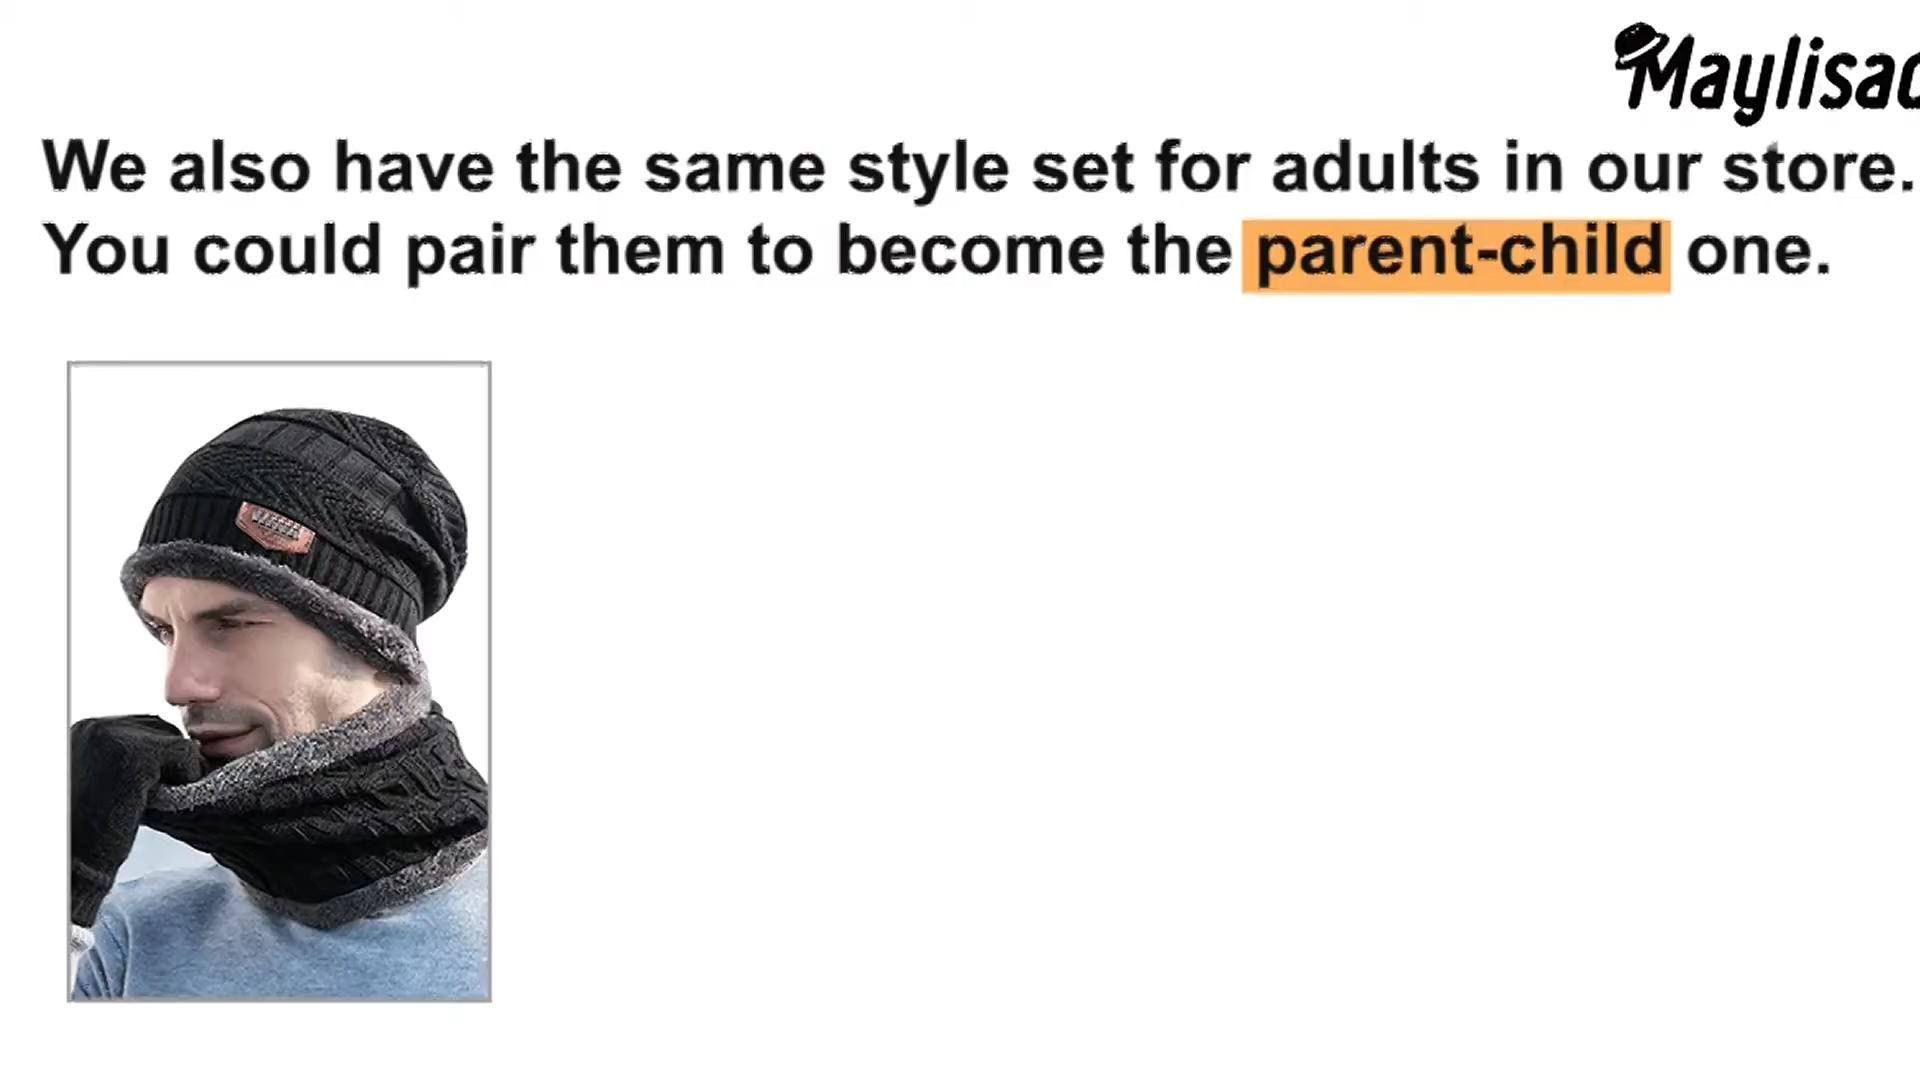 We also have the same style set for adults in our store.
You could pair them to become the parent-child one.